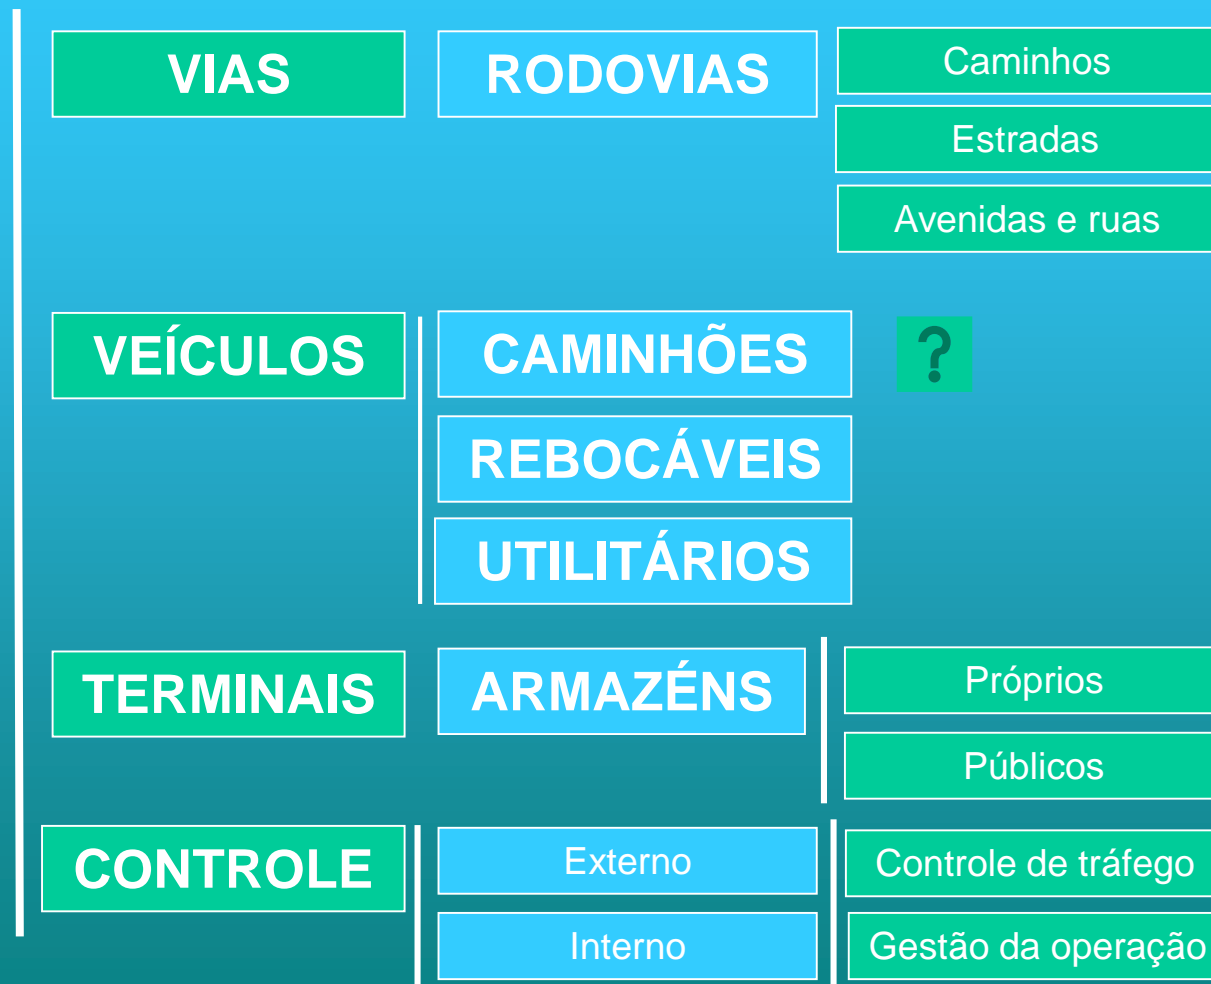 VIAS
RODOVIAS
Caminhos
Estradas
Avenidas e ruas
VEÍCULOS
CAMINHÕES
?
REBOCÁVEIS
UTILITÁRIOS
TERMINAIS
ARMAZÉNS
Próprios
Públicos
CONTROLE
Externo
Controle de tráfego
Interno
Gestão da operação